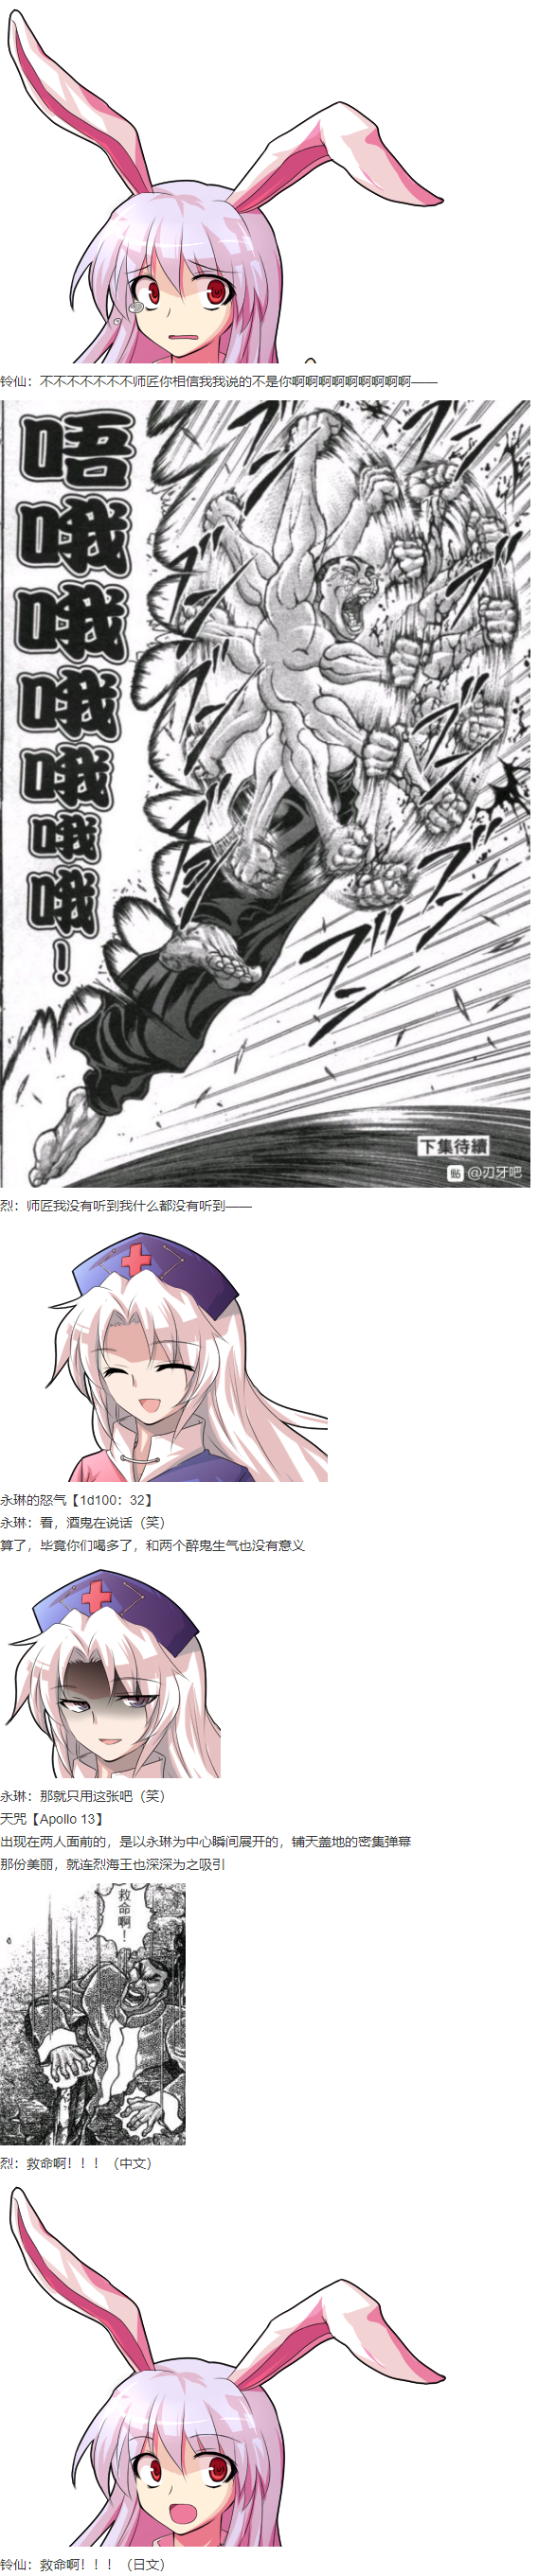 铃仙：不不不不不不不师匠你相信我我说的不是你啊啊啊啊啊啊啊啊啊——
唔哦哦哦哦哦哦！
下集待續
贴 @刃牙吧
烈：师匠我没有听到我什么都没有听到——
永琳的怒气【1d100：32】
永琳：看，酒鬼在说话（笑）
算了，毕竟你们喝多了，和两个醉鬼生气也没有意义
永琳：那就只用这张吧（笑）
天咒【Apollo 13】
出现在两人面前的，是以永琳为中心瞬间展开的，铺天盖地的密集弹幕
那份美丽，就连烈海王也深深为之吸引
救命啊！
烈：救命啊！！！（中文）
铃仙：救命啊！！！（日文）